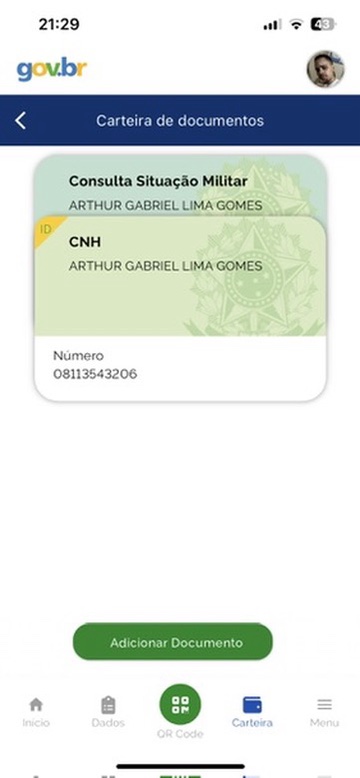 21:29
43
gov.br
Carteira de documentos
Consulta Situação Militar
ARTHUR GABRIEL LIMA GOMES
ID
CNH
ARTHUR GABRIEL LIMA GOMES
Número
08113543206
Adicionar Documento
Início
Dados
QR Code
Carteira
Menu